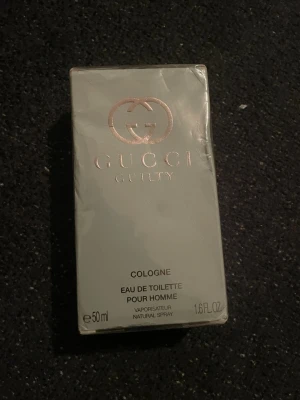 GUCCI
GUILTY
COLOGNE
EAU DE TOILETTE
POUR HOMME
VAPORISATEUR
NATURAL SPRAY
℮50ml
1.6FL.OZ